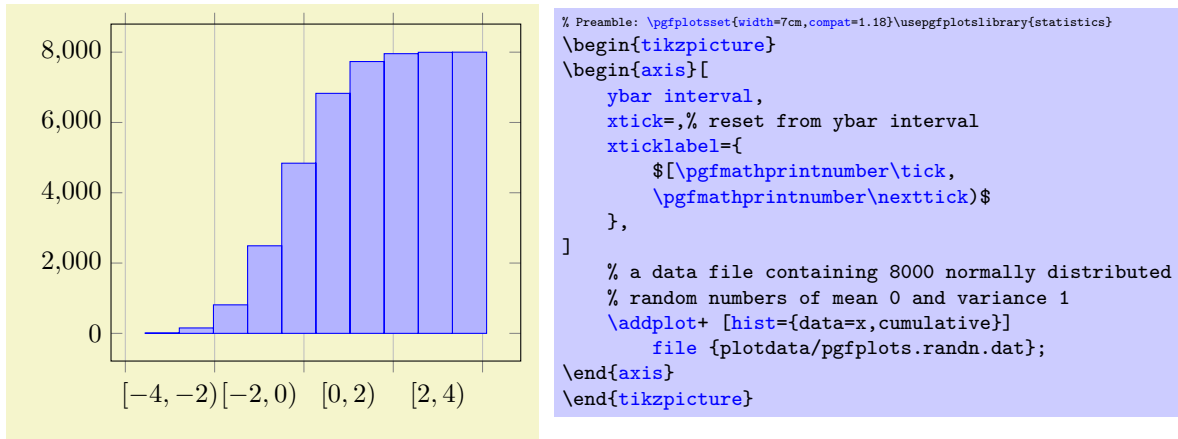 8,000
6,000
4,000
2,000
0
[−4, −2) [−2, 0) [0, 2) [2, 4)
% Preamble: \pgfplotsset{width=7cm,compat=1.18}\usepgfplotslibrary{statistics}
\begin{tikzpicture}
\begin{axis}[
    ybar interval,
    xtick=,% reset from ybar interval
    xticklabel={
        $[\pgfmathprintnumber\tick,
        \pgfmathprintnumber\nexttick)$
    },
]
    % a data file containing 8000 normally distributed
    % random numbers of mean 0 and variance 1
    \addplot+ [hist={data=x,cumulative}]
        file {plotdata/pgfplots.randn.dat};
\end{axis}
\end{tikzpicture}